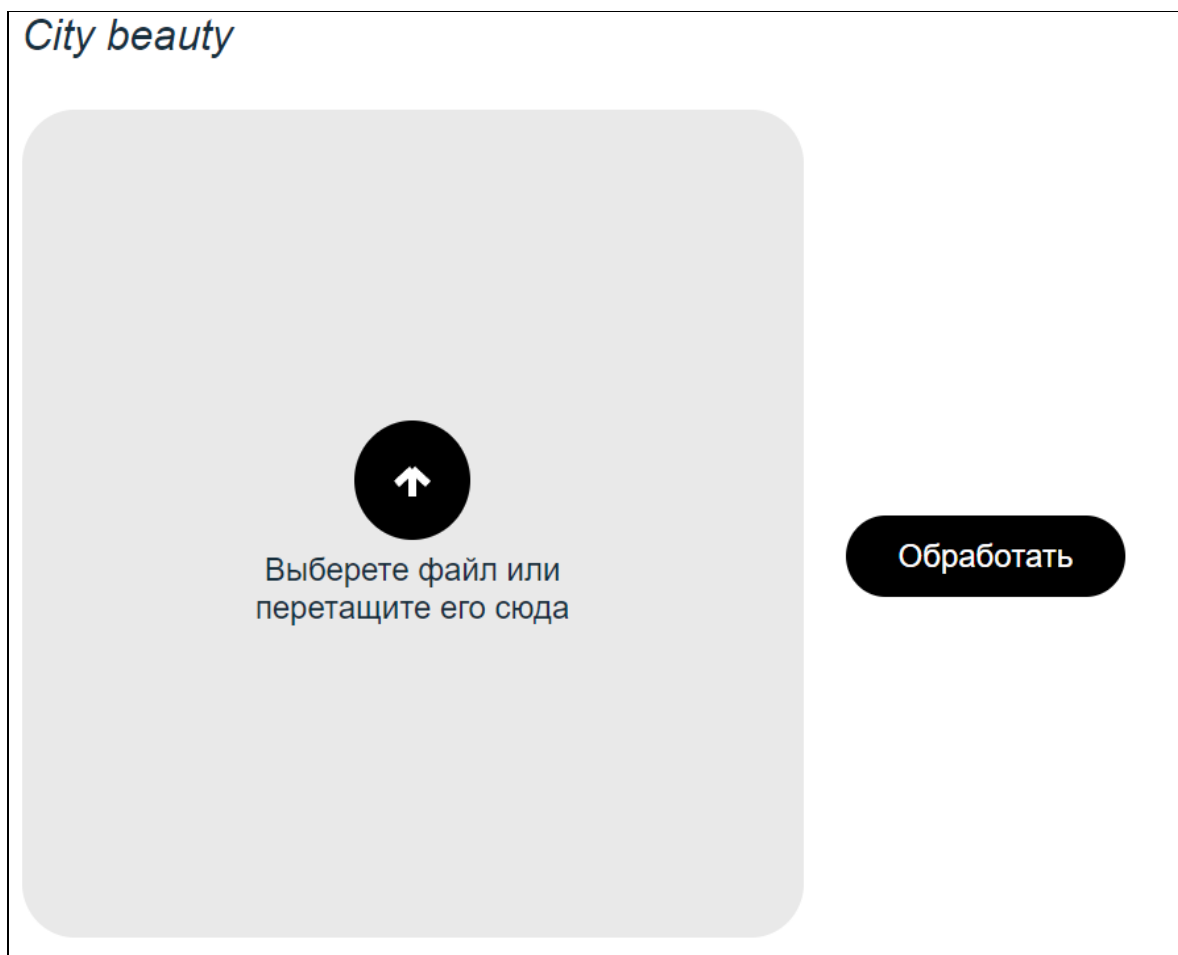 City beauty
Выберете файл или
перетащите его сюда
Обработать